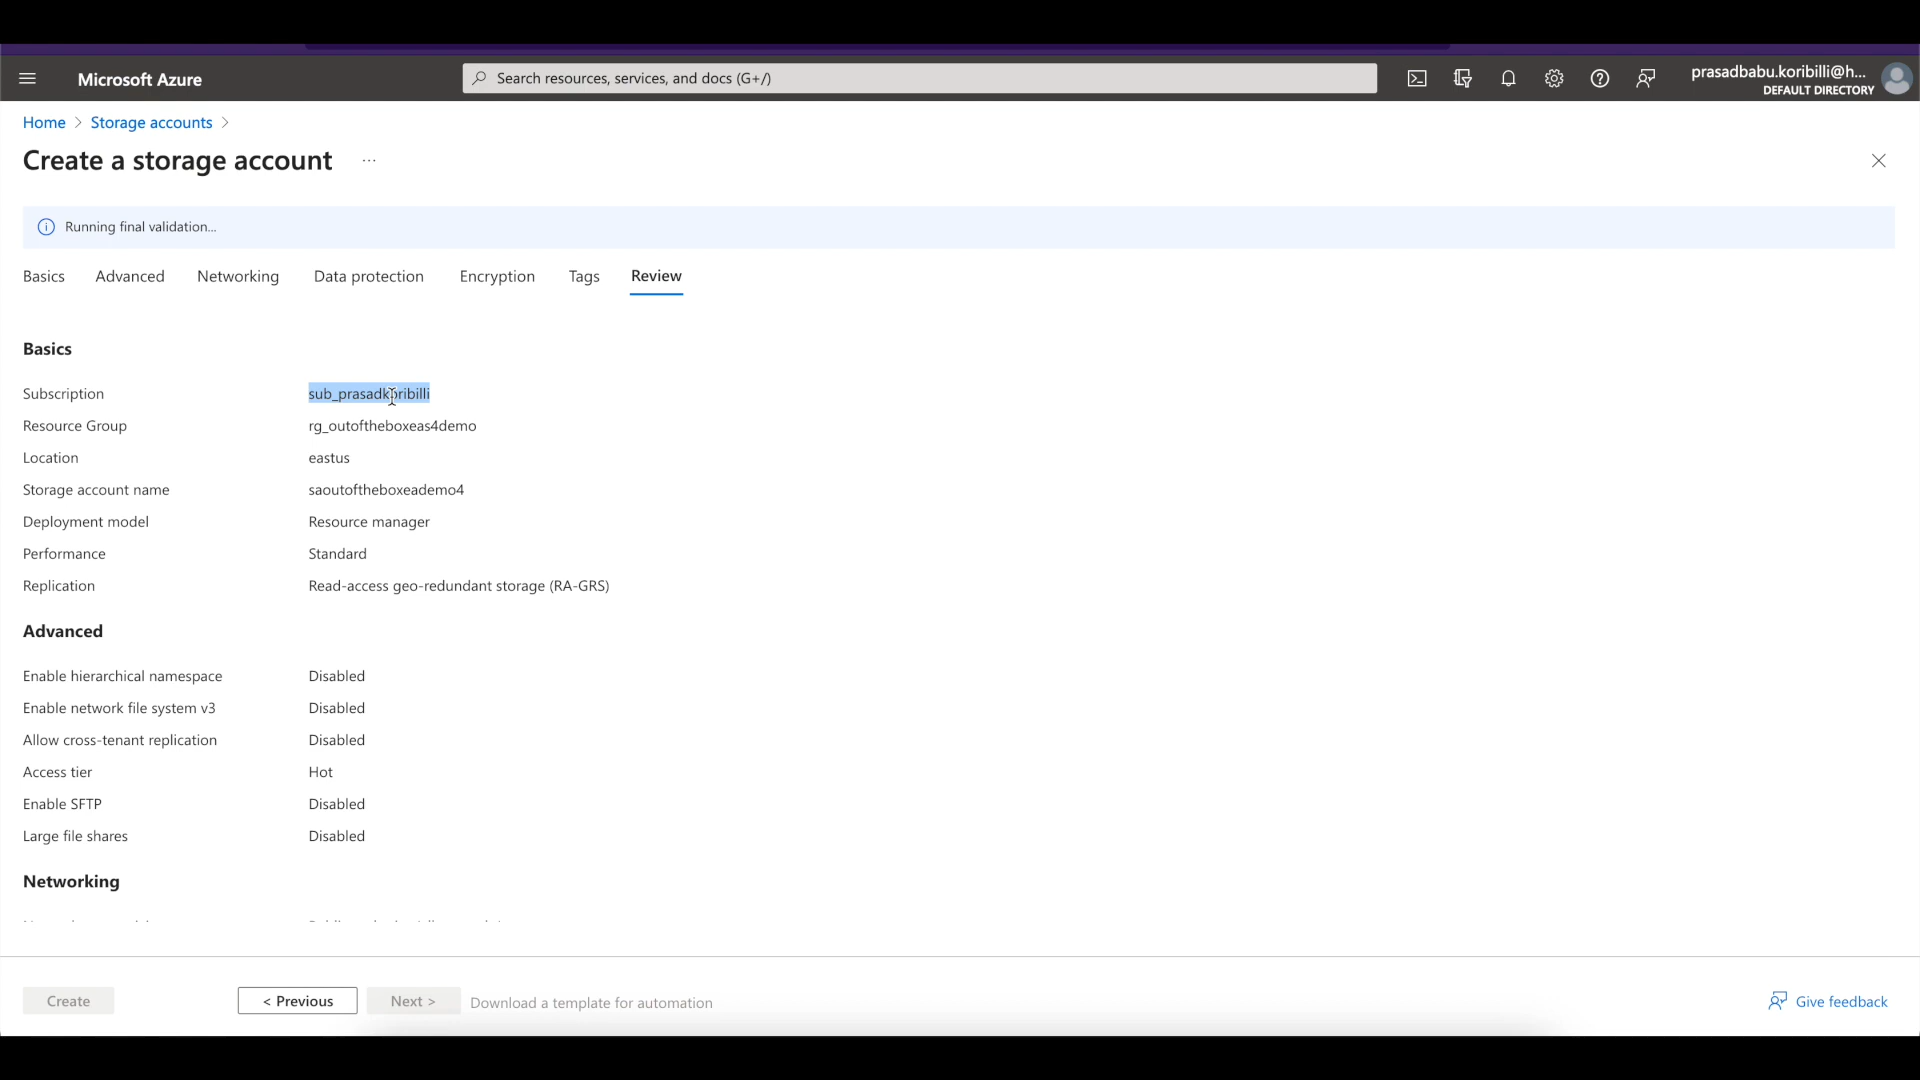 Microsoft Azure
Search resources, services, and docs (G+/)
prasadbabu.koribilli@h...
DEFAULT DIRECTORY
Home > Storage accounts >
Create a storage account ...
Running final validation...
Basics Advanced Networking Data protection Encryption Tags Review
Basics
Subscription sub_prasadkoribilli
Resource Group rg_outoftheboxeas4demo
Location eastus
Storage account name saoutoftheboxeademo4
Deployment model Resource manager
Performance Standard
Replication Read-access geo-redundant storage (RA-GRS)
Advanced
Enable hierarchical namespace Disabled
Enable network file system v3 Disabled
Allow cross-tenant replication Disabled
Access tier Hot
Enable SFTP Disabled
Large file shares Disabled
Networking
Create < Previous Next > Download a template for automation Give feedback